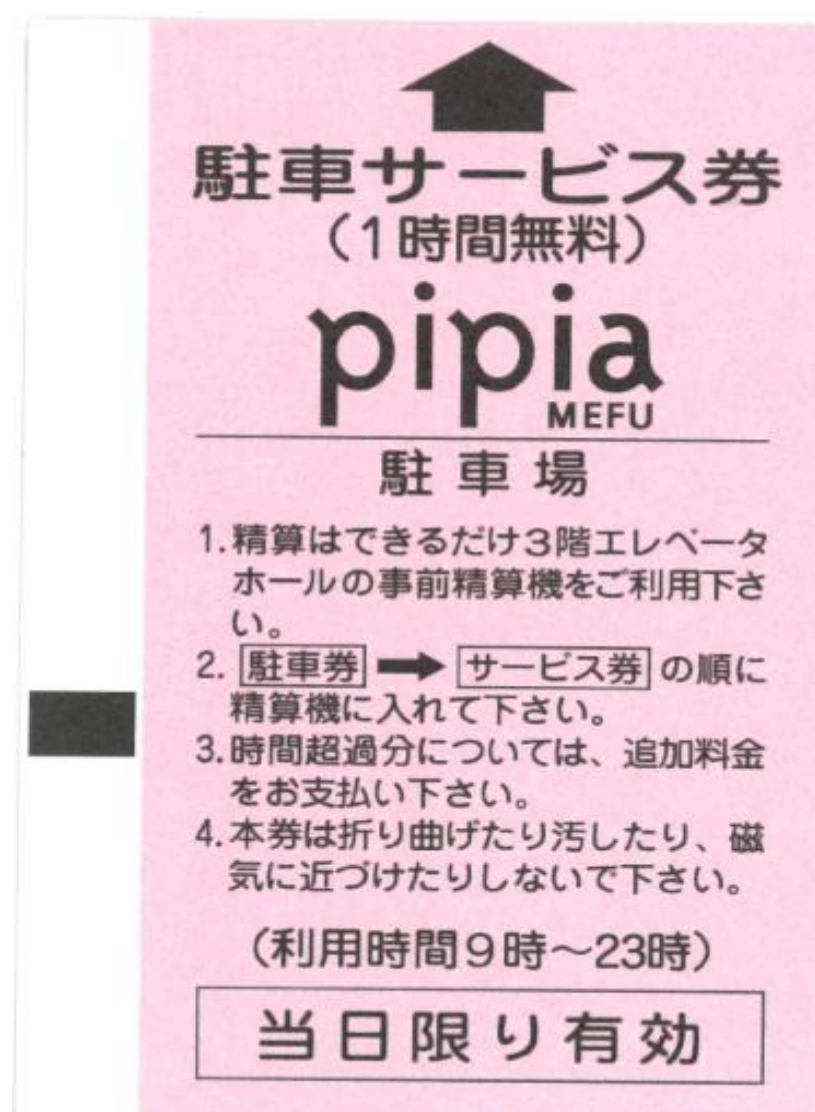 駐車サービス券
（1時間無料）
pipia
MEFU
駐車場
1.精算はできるだけ3階エレベータ
ホールの事前精算機をご利用下さ
い。
2.駐車券➡サービス券の順に
精算機に入れて下さい。
3.時間超過分については、追加料金
をお支払い下さい。
4.本券は折り曲げたり汚したり、磁
気に近づけたりしないで下さい。
（利用時間9時～23時）
当日限り有効